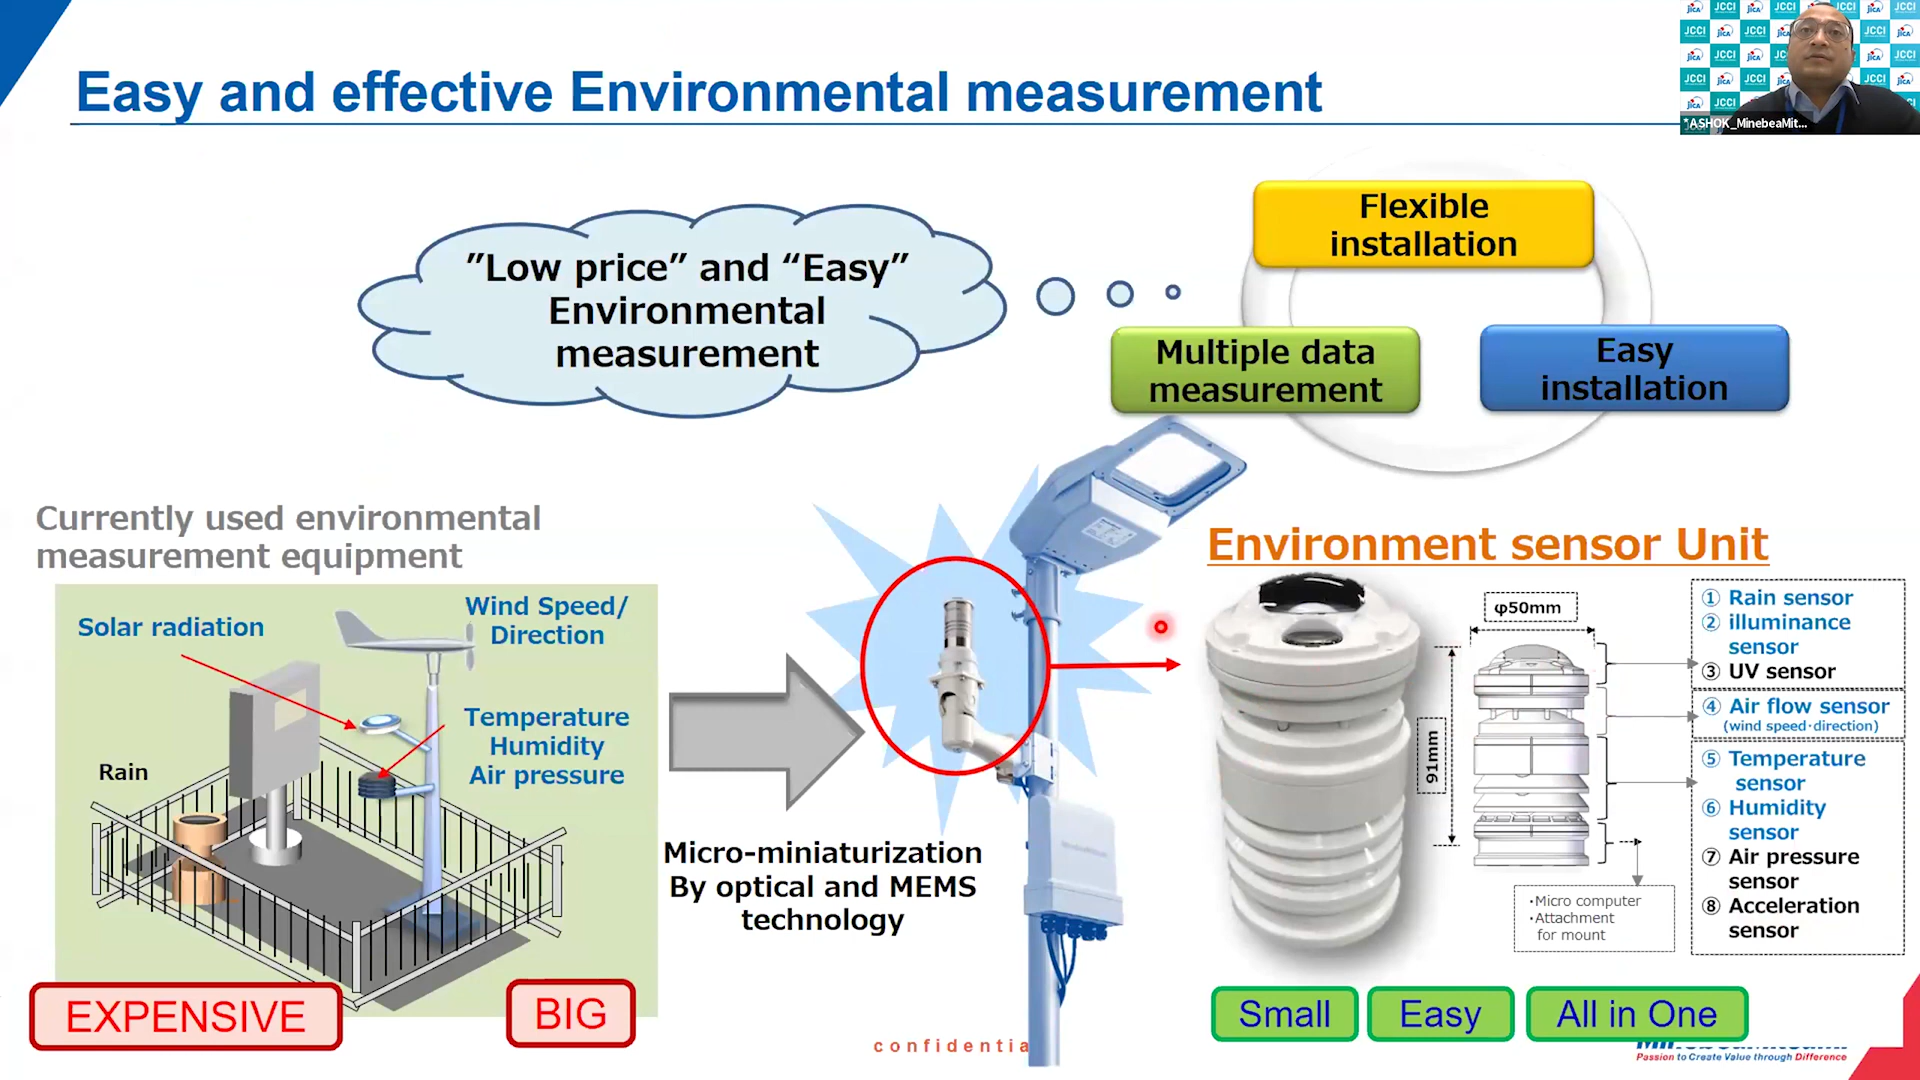 Easy and effective Environmental measurement
JCCI
JICA
*ASHOK_MinebeaMit...
”Low price” and “Easy”
Environmental
measurement
Flexible
installation
Multiple data
measurement
Easy
installation
Currently used environmental
measurement equipment
Solar radiation
Wind Speed/
Direction
Temperature
Humidity
Air pressure
Rain
EXPENSIVE
BIG
Micro-miniaturization
By optical and MEMS
technology
Environment sensor Unit
φ50mm
91mm
① Rain sensor
② illuminance
sensor
③ UV sensor
④ Air flow sensor
(wind speed･direction)
⑤ Temperature
sensor
⑥ Humidity
sensor
⑦ Air pressure
sensor
⑧ Acceleration
sensor
･Micro computer
･Attachment
for mount
Small
Easy
All in One
confidentia
Passion to Create Value through Difference